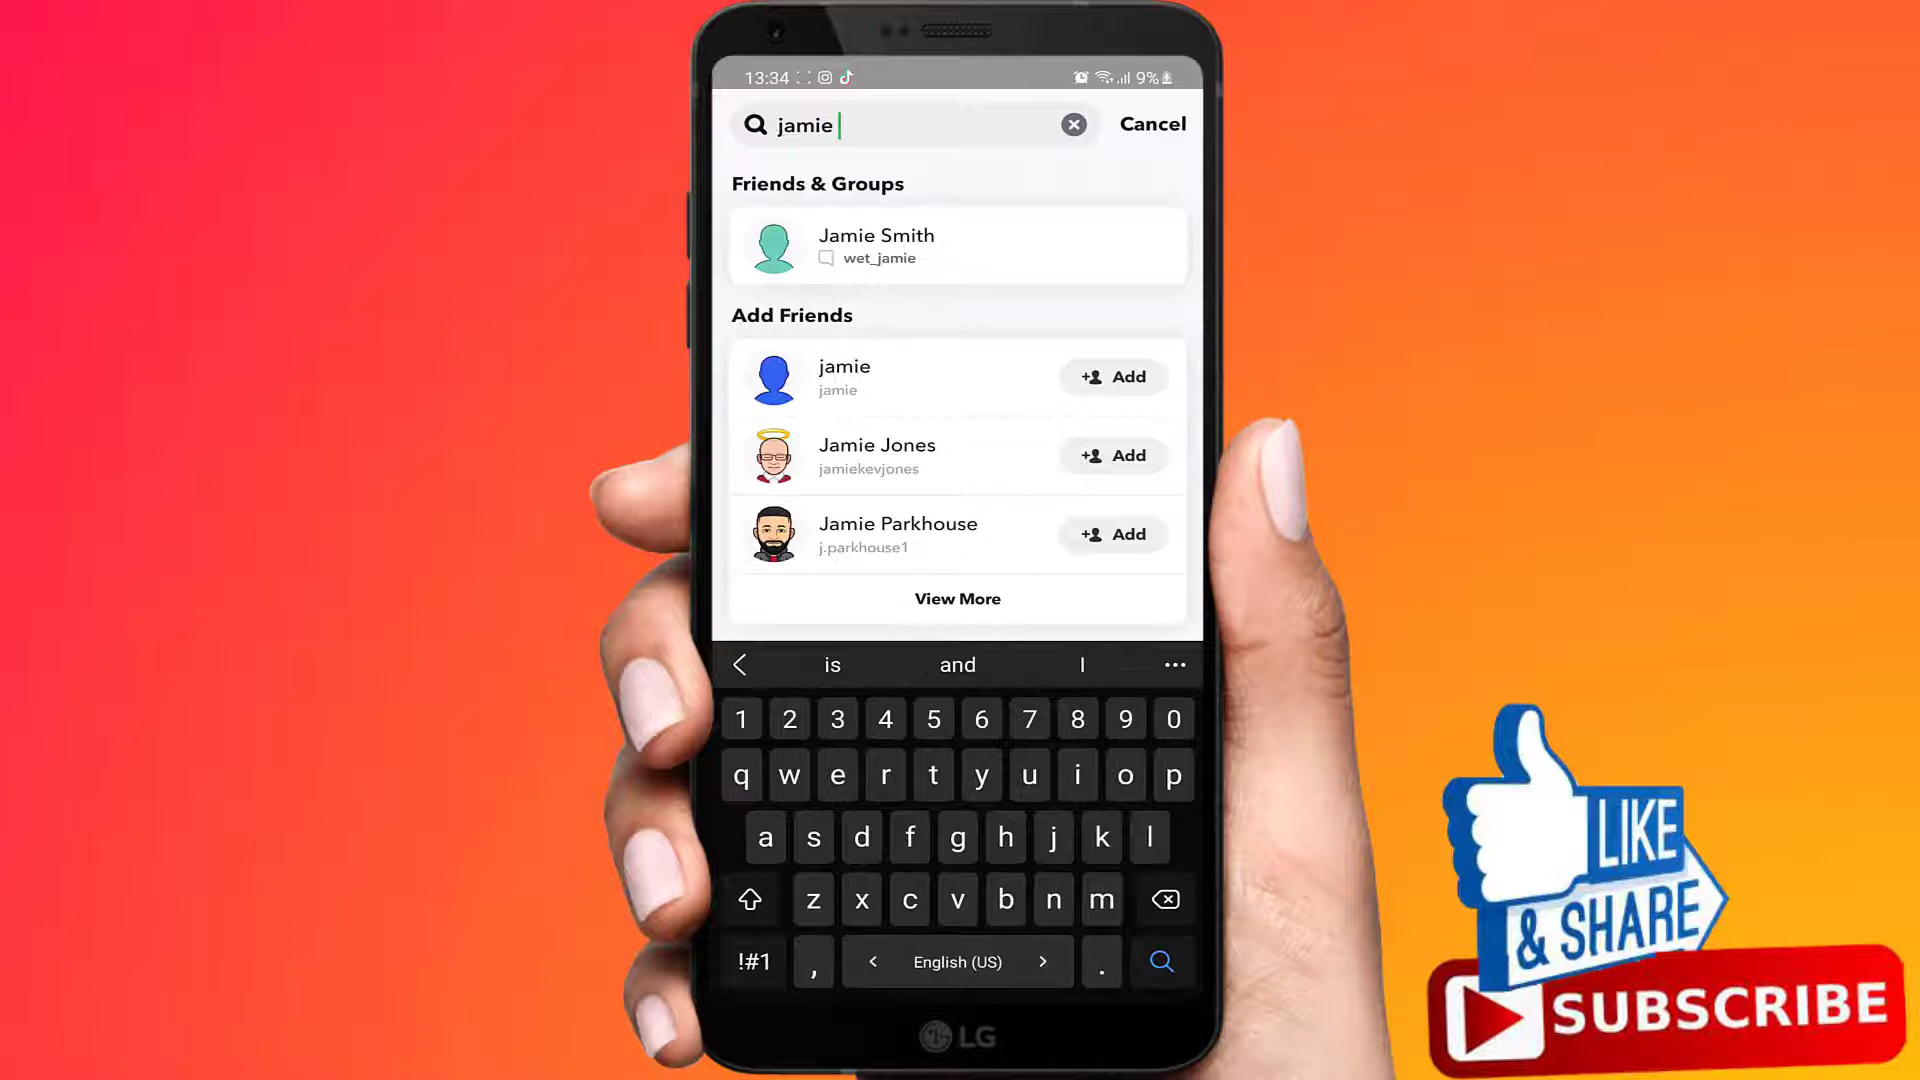 13:34 9%
jamie Cancel
Friends & Groups
Jamie Smith
wet_jamie
Add Friends
jamie
jamie
Add
Jamie Jones
jamiekevjones
Add
Jamie Parkhouse
j.parkhouse1
Add
View More
is and I ...
1 2 3 4 5 6 7 8 9 0
q w e r t y u i o p
a s d f g h j k l
z x c v b n m
!#1 , < English (US) > .
LG
LIKE
& SHARE
SUBSCRIBE